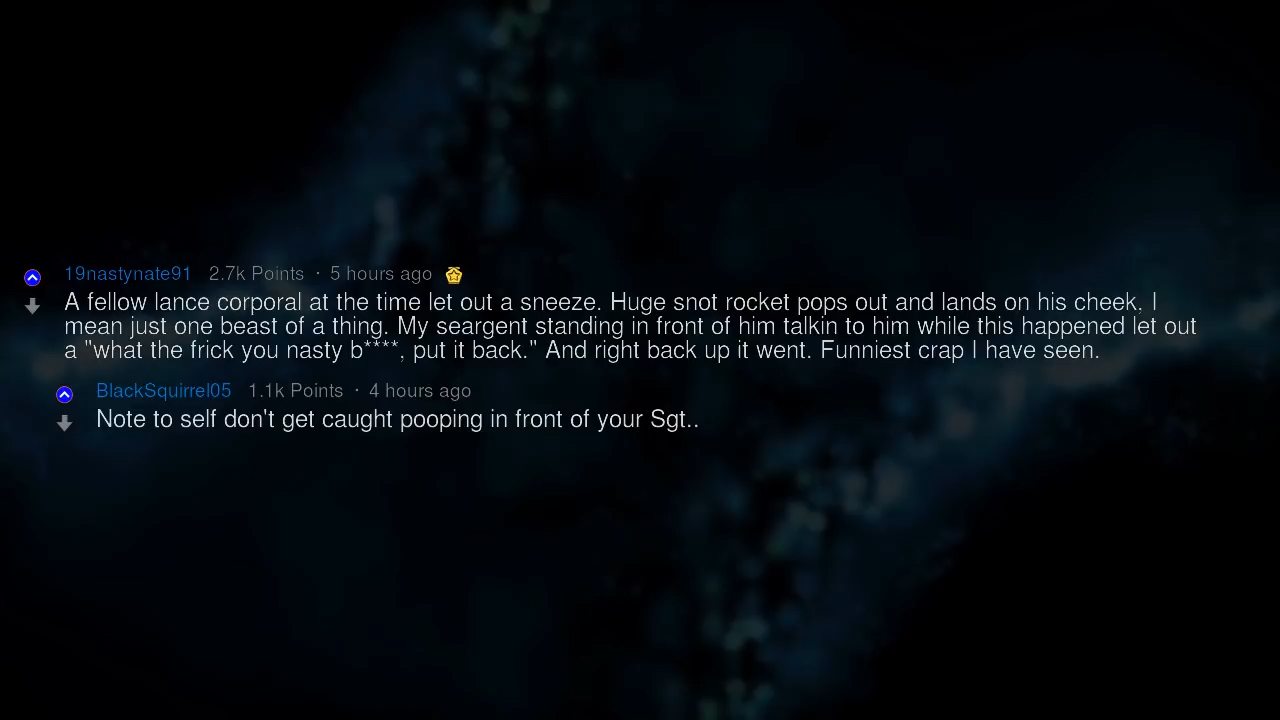 19nastynate91 2.7k Points · 5 hours ago
A fellow lance corporal at the time let out a sneeze. Huge snot rocket pops out and lands on his cheek, I
mean just one beast of a thing. My seargent standing in front of him talkin to him while this happened let out
a "what the frick you nasty b****, put it back." And right back up it went. Funniest crap I have seen.
BlackSquirrel05 1.1k Points · 4 hours ago
Note to self don't get caught pooping in front of your Sgt..